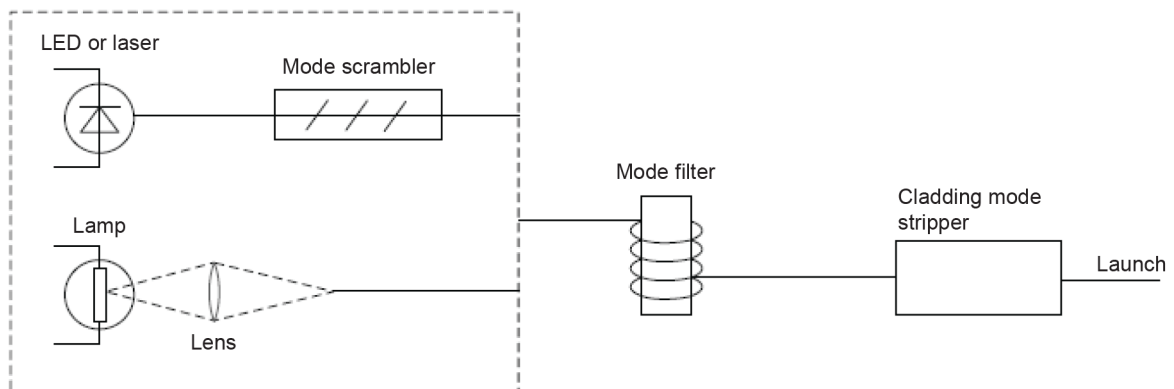 LED or laser
Mode scrambler
Mode filter
Cladding mode
stripper
Lamp
Launch
Lens